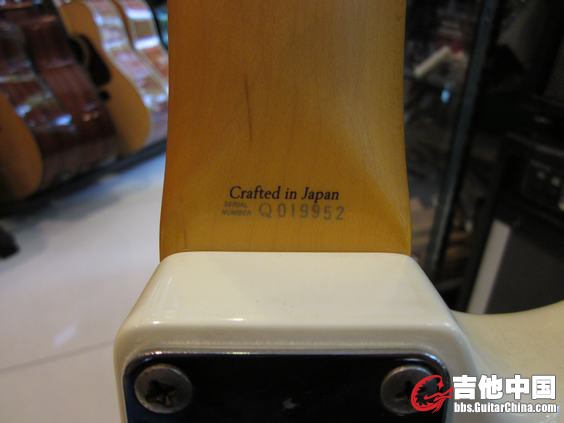 Crafted in Japan
SERIAL
NUMBER Q019952
吉他中国
bbs.GuitarChina.com